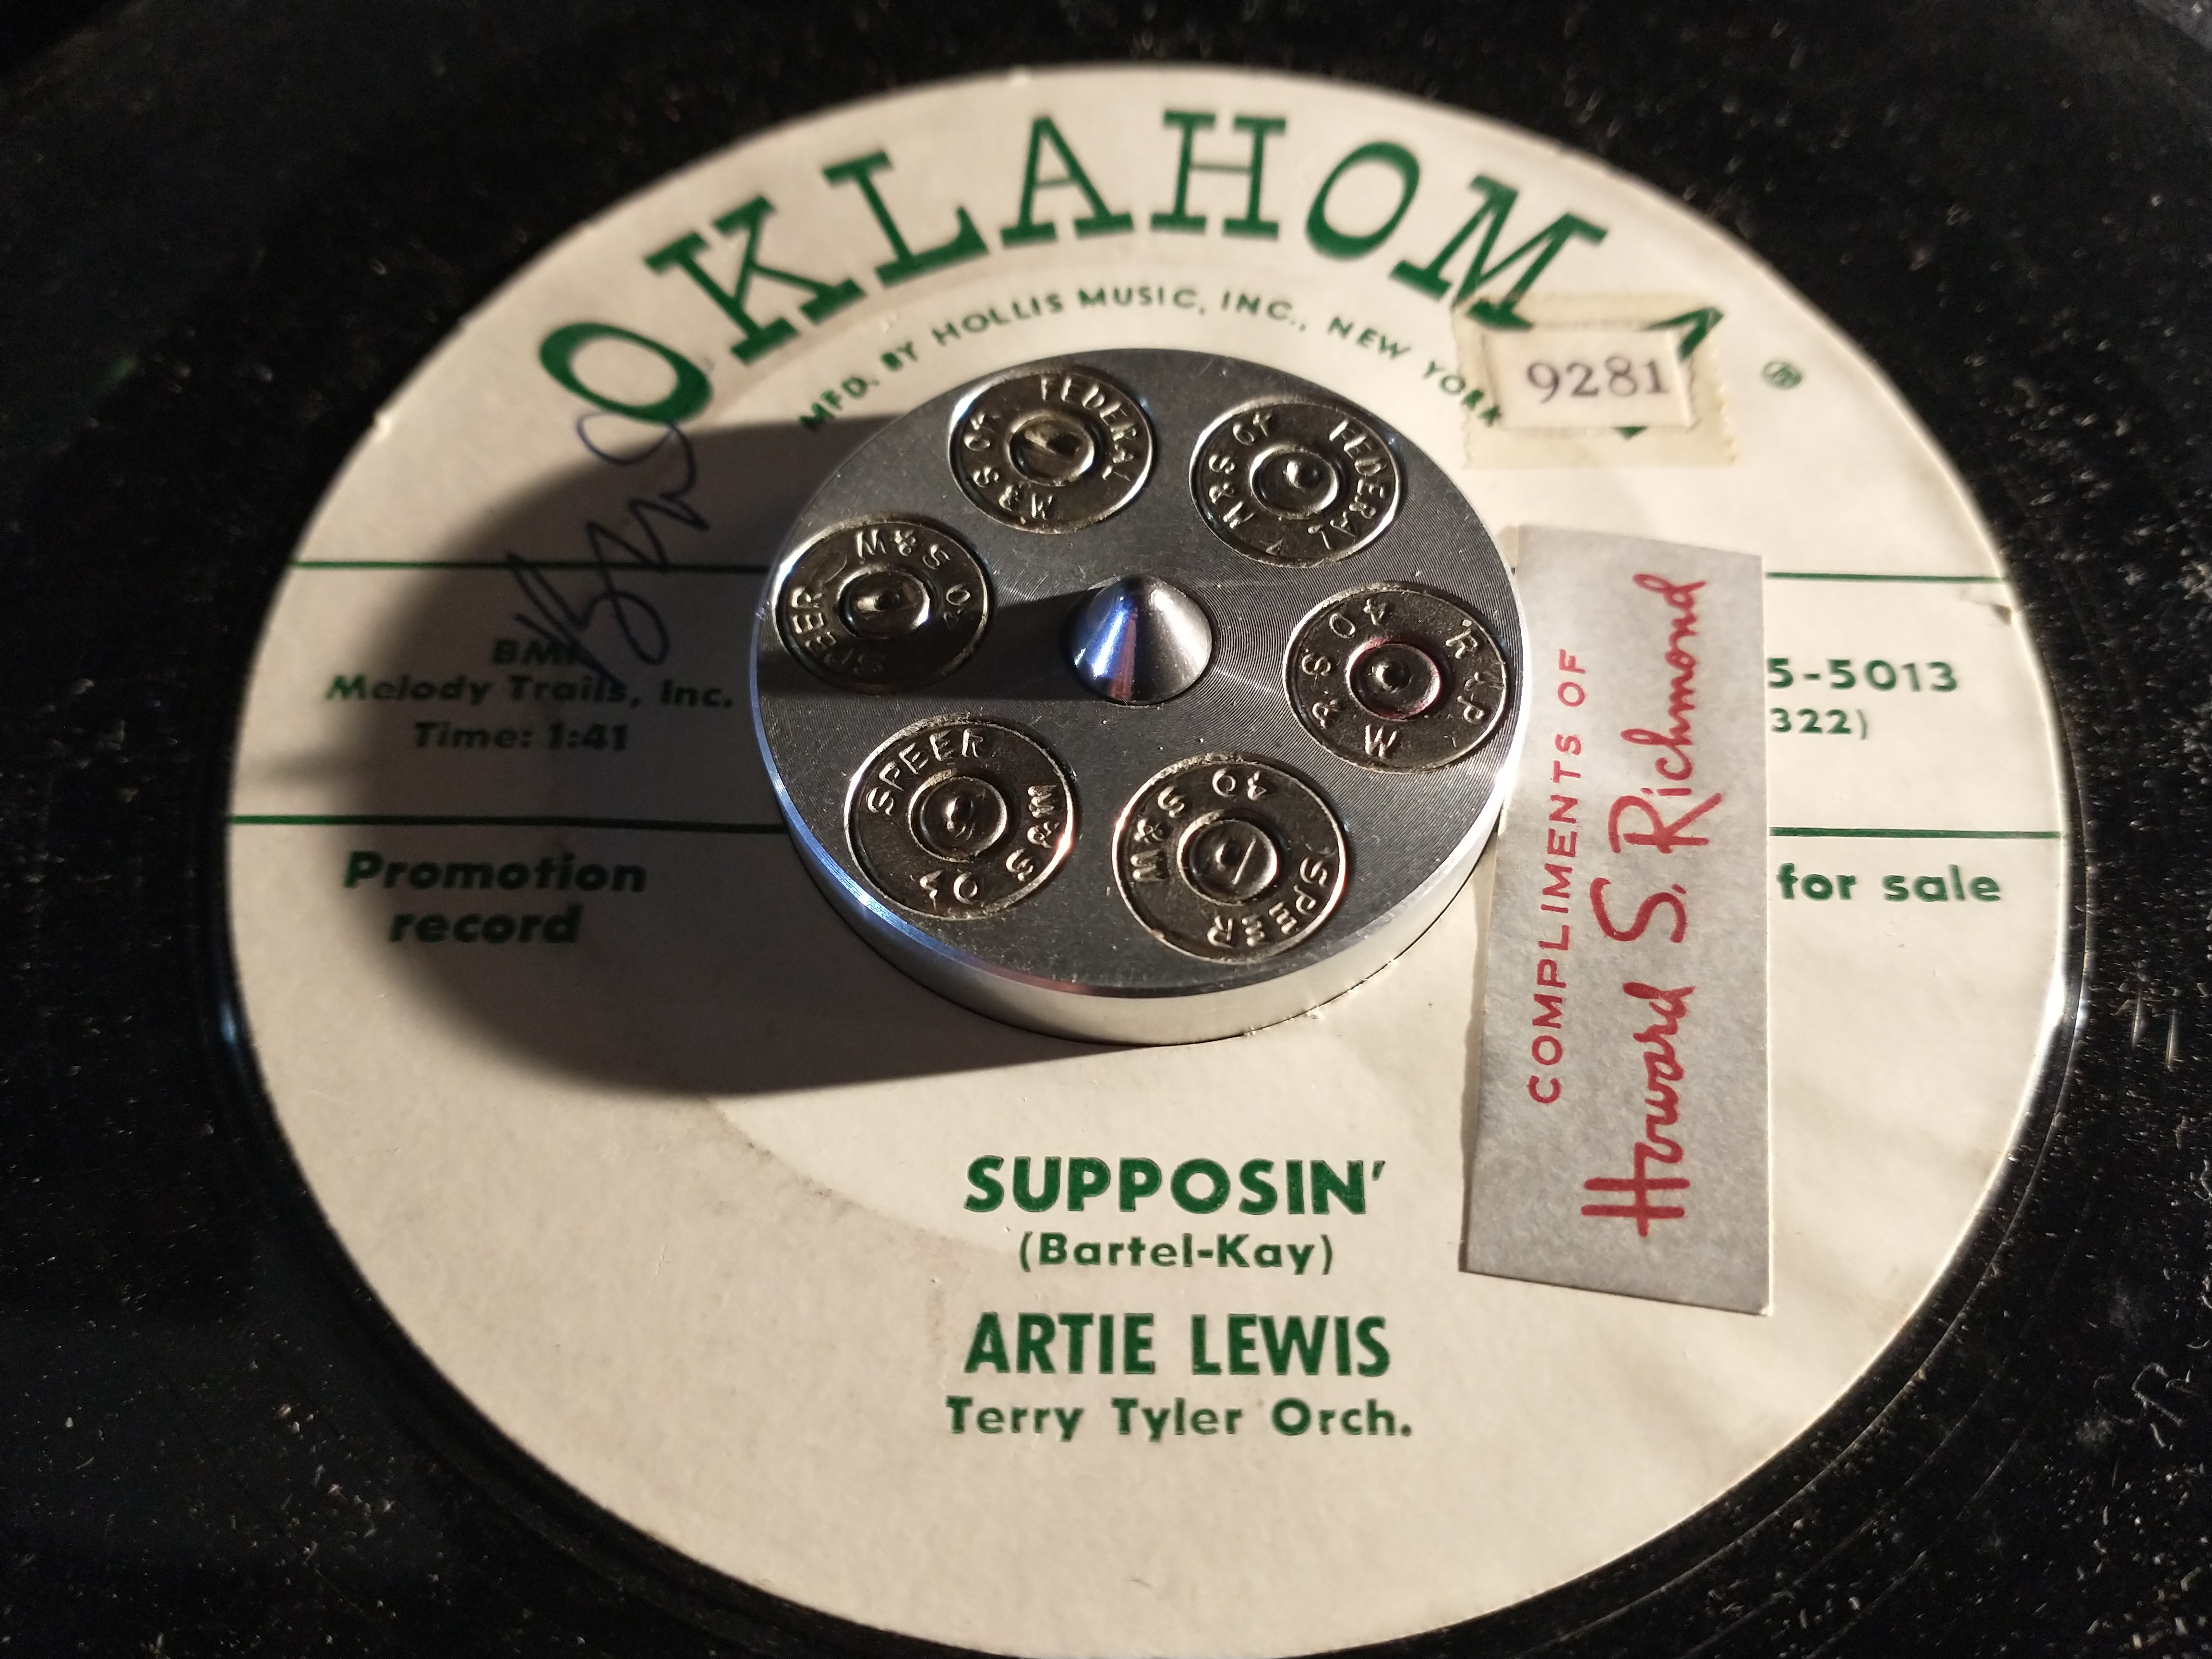 OKLAHOMA
®
MFD. BY HOLLIS MUSIC, INC., NEW YORK
9281
FEDERAL
40 S&W
FEDERAL
40 S&W
SPEER
40 S&W
R P
40 S&W
SPEER
40 S&W
SPEER
40 S&W
BMI
Melody Trails, Inc.
Time: 1:41
5-5013
322)
Promotion
record
for sale
COMPLIMENTS OF
Howard S. Richmond
SUPPOSIN'
(Bartel-Kay)
ARTIE LEWIS
Terry Tyler Orch.